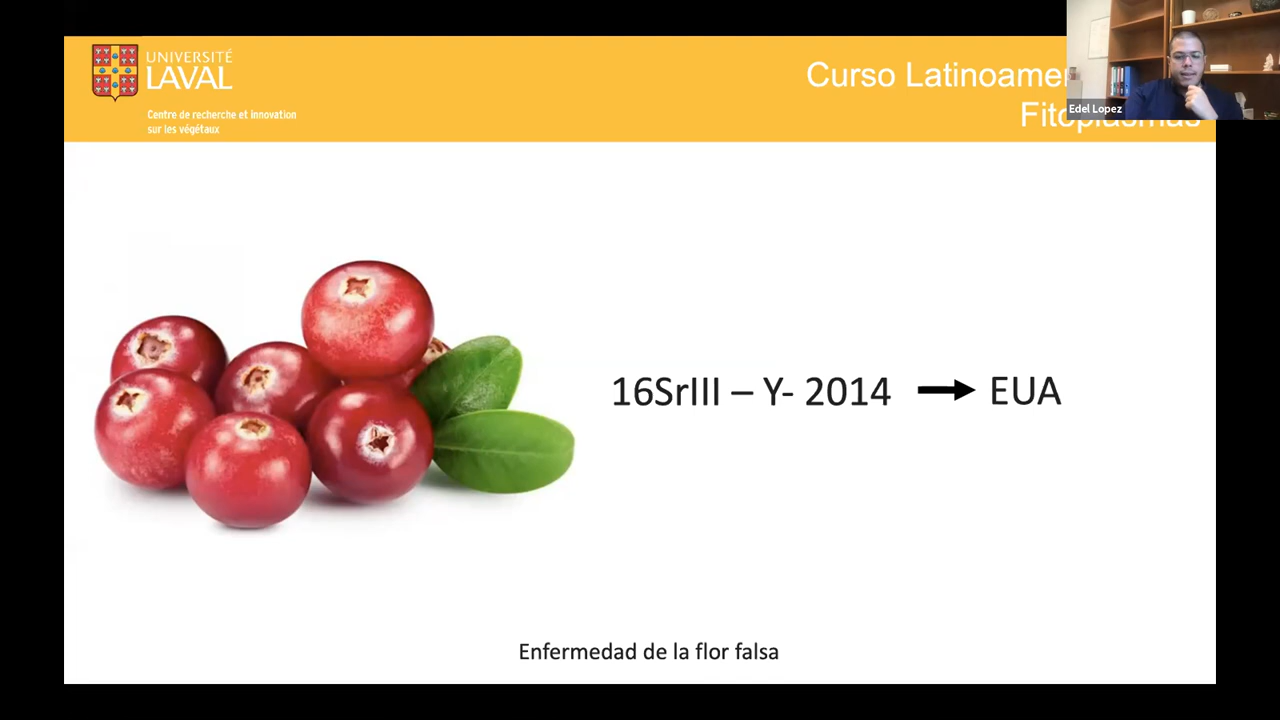 UNIVERSITÉ
LAVAL
Centre de recherche et innovation
sur les végétaux
Curso
Edel Lopez
16SrIII – Y- 2014
EUA
Enfermedad de la flor falsa